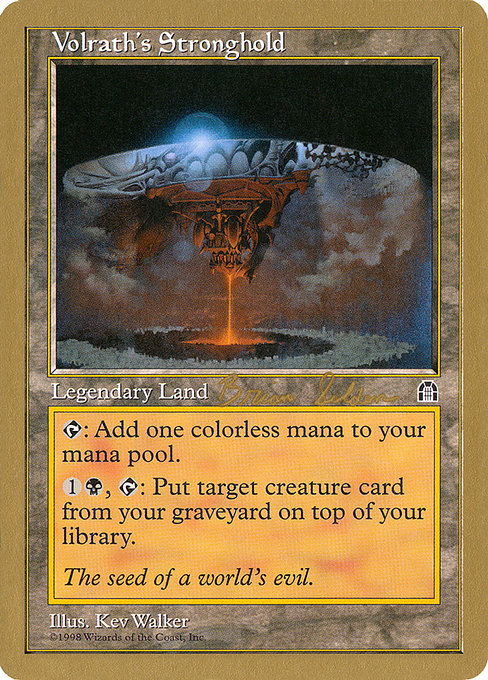 Volrath's Stronghold
Legendary Land
: Add one colorless mana to your
mana pool.
1 , : Put target creature card
from your graveyard on top of your
library.
The seed of a world's evil.
Illus. Kev Walker
©1998 Wizards of the Coast, Inc.